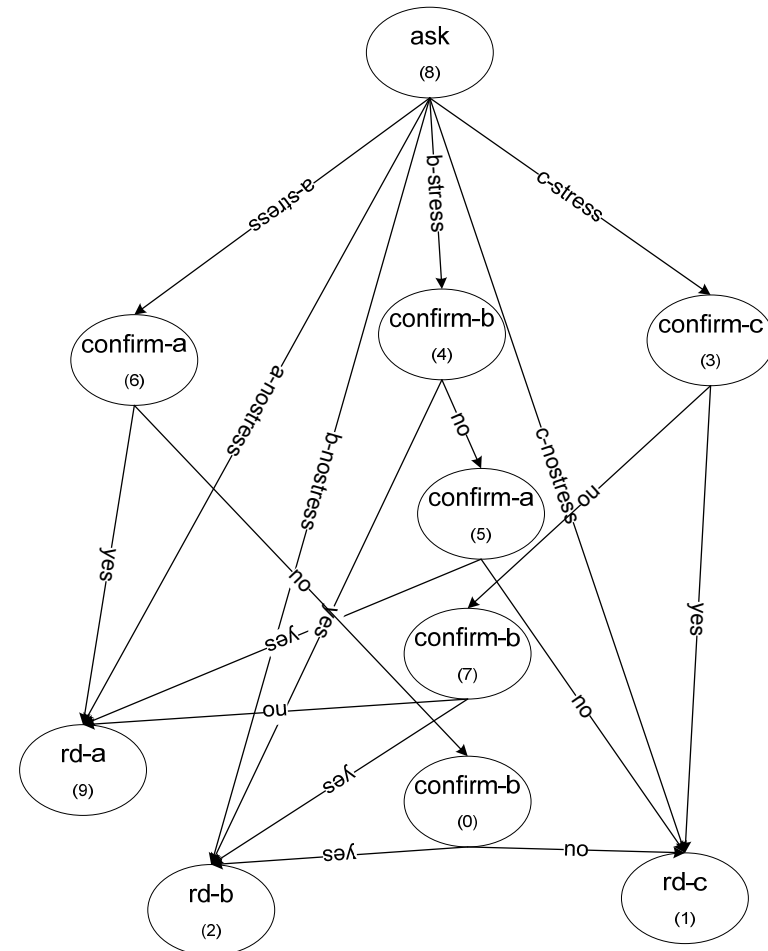 ask
(8)
a-stress
b-stress
c-stress
confirm-a
(6)
confirm-b
(4)
confirm-c
(3)
a-nostress
b-nostress
no
c-nostress
confirm-a
(5)
no
yes
no
yes
yes
yes
confirm-b
(7)
no
no
rd-a
(9)
yes
confirm-b
(0)
yes
no
rd-b
(2)
rd-c
(1)